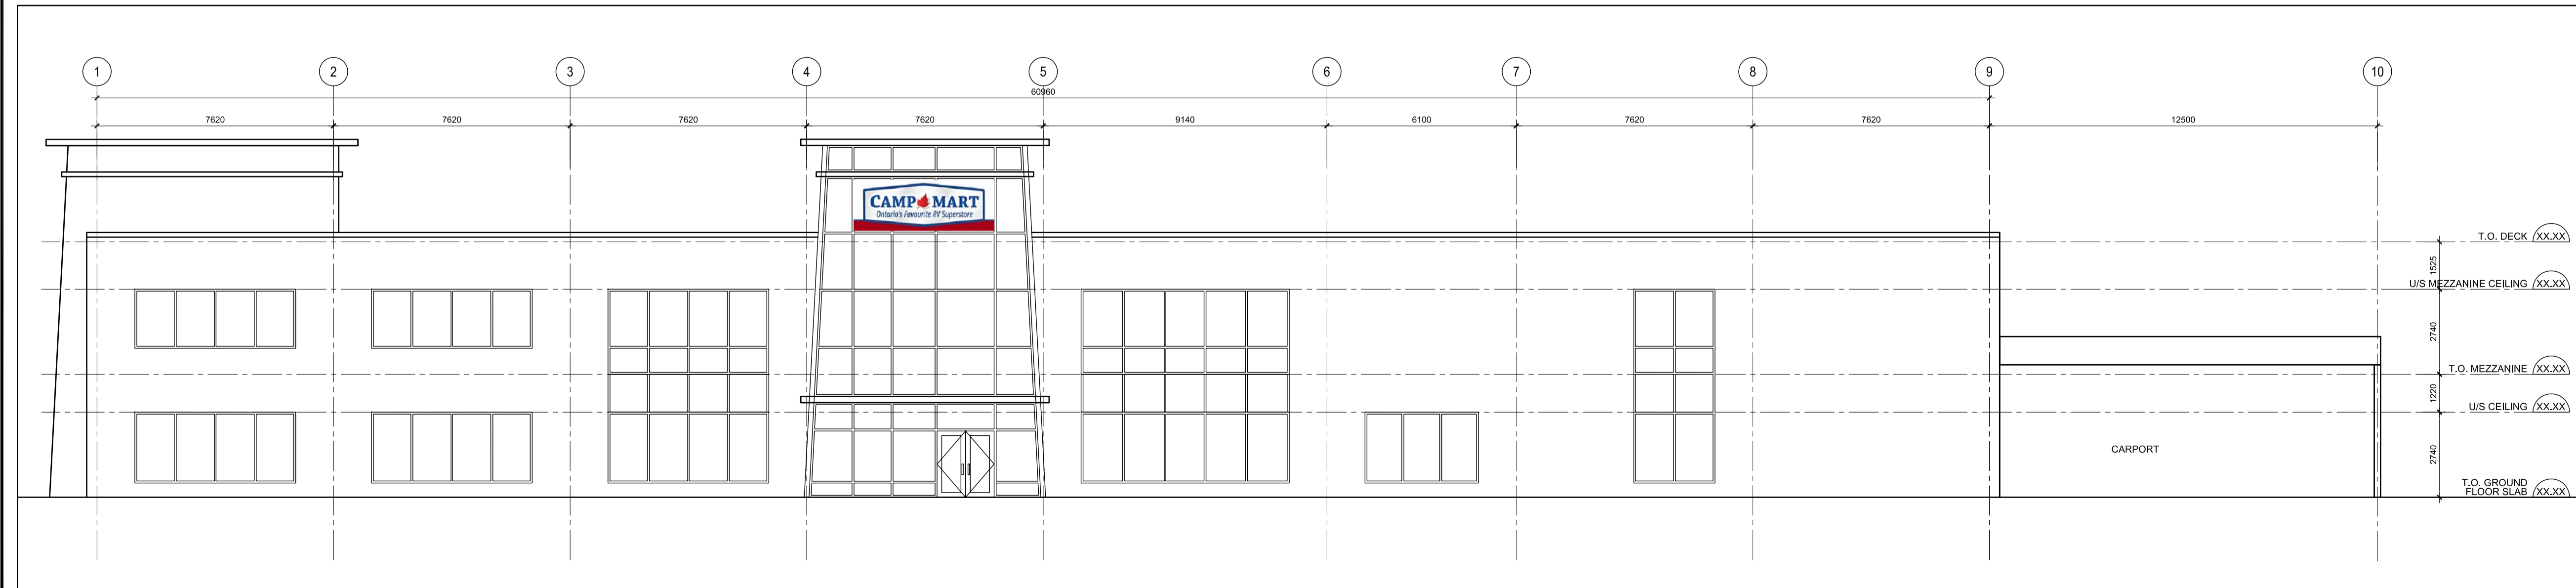 1 2 3 4 5 6 7 8 9 10
60960
7620 7620 7620 7620 9140 6100 7620 7620 12500
CAMP MART
Ontario's Favourite RV Superstore
T.O. DECK XX.XX
1525
U/S MEZZANINE CEILING XX.XX
2740
T.O. MEZZANINE XX.XX
1220
U/S CEILING XX.XX
CARPORT
2740
T.O. GROUND
FLOOR SLAB XX.XX